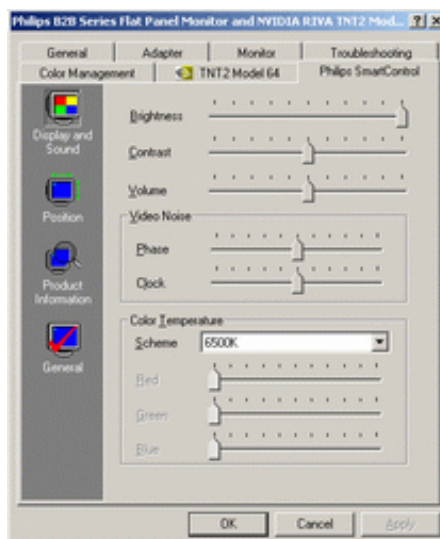 Philips B2B Series Flat Panel Monitor and NVIDIA RIVA TNT2 Mod...
General Adapter Monitor Troubleshooting
Color Management TNT2 Model 64 Philips SmartControl
Display and Sound
Position
Product Information
General
Brightness
Contrast
Volume
Video Noise
Phase
Clock
Color Temperature
Scheme 6500K
Red
Green
Blue
OK Cancel Apply